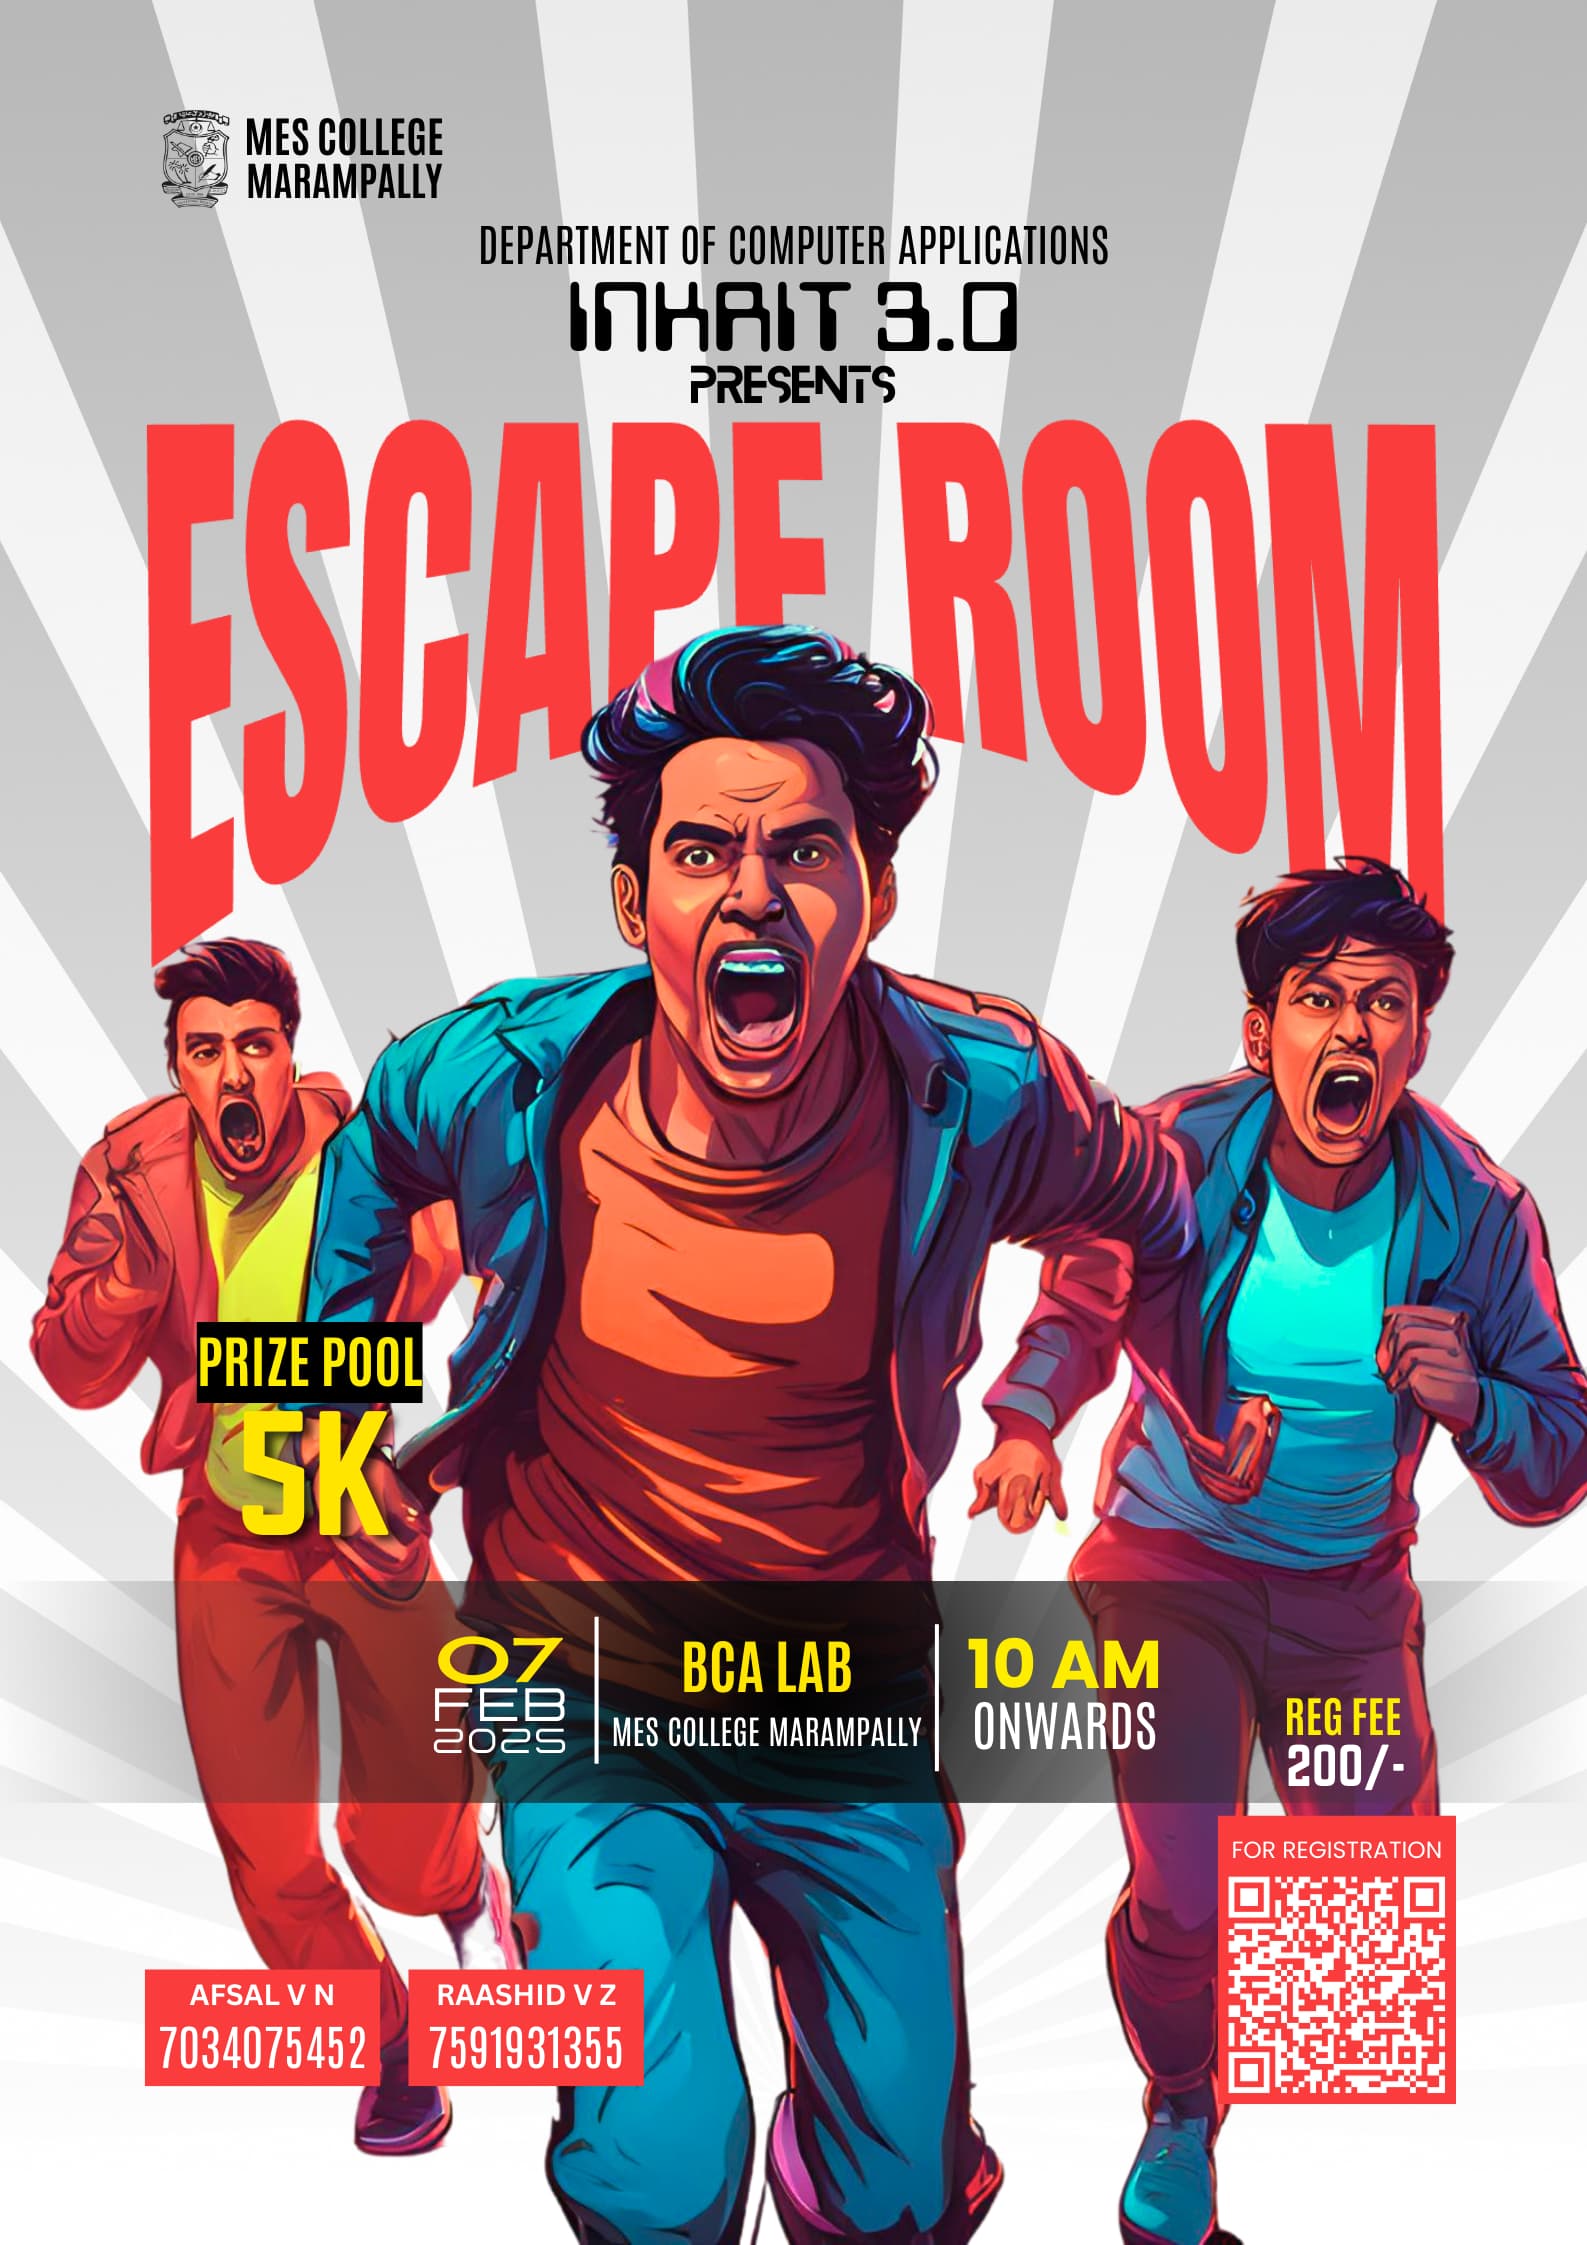 MES COLLEGE
MARAMPALLY
DEPARTMENT OF COMPUTER APPLICATIONS
INKRIT 3.0
PRESENTS
ESCAPE ROOM
PRIZE POOL
5K
07
FEB
2025
BCA LAB
MES COLLEGE MARAMPALLY
10 AM
ONWARDS
REG FEE
200/-
FOR REGISTRATION
AFSAL V N
7034075452
RAASHID V Z
7591931355